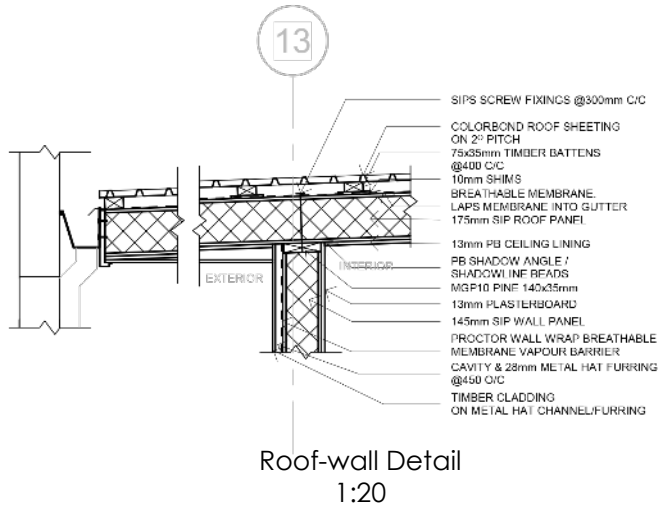 13
SIPS SCREW FIXINGS @300mm C/C
COLORBOND ROOF SHEETING
ON 2° PITCH
75x35mm TIMBER BATTENS
@400 C/C
10mm SHIMS
BREATHABLE MEMBRANE.
LAPS MEMBRANE INTO GUTTER
175mm SIP ROOF PANEL
13mm PB CEILING LINING
PB SHADOW ANGLE /
SHADOWLINE BEADS
MGP10 PINE 140x35mm
13mm PLASTERBOARD
145mm SIP WALL PANEL
PROCTOR WALL WRAP BREATHABLE
MEMBRANE VAPOUR BARRIER
CAVITY & 28mm METAL HAT FURRING
@450 O/C
TIMBER CLADDING
ON METAL HAT CHANNEL/FURRING
EXTERIOR
INTERIOR
Roof-wall Detail
1:20